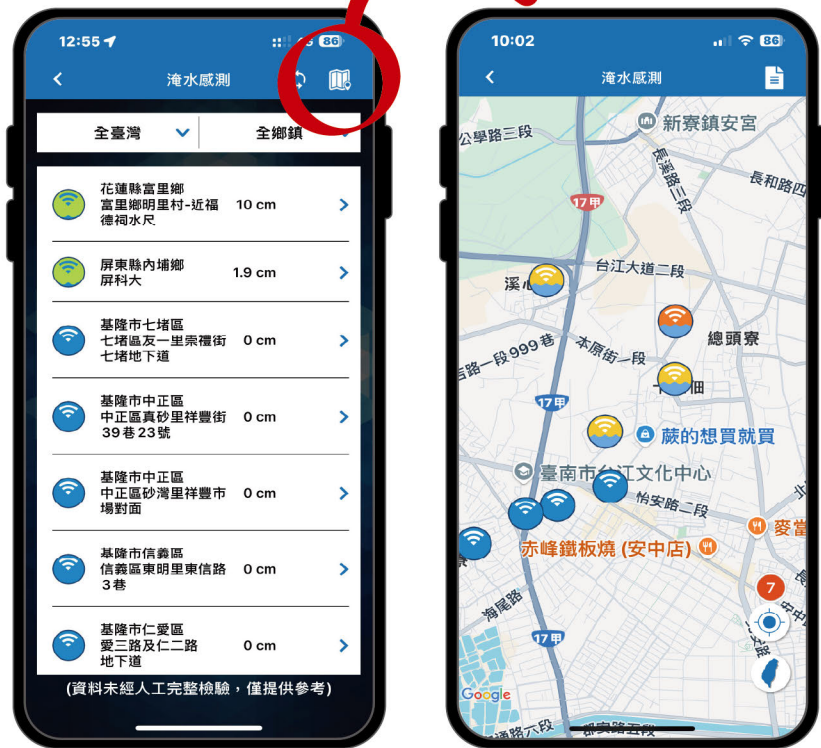 12:55
86
淹水感測
全臺灣
全鄉鎮
花蓮縣富里鄉
富里鄉明里村-近福
德祠水尺
10 cm
屏東縣內埔鄉
屏科大
1.9 cm
基隆市七堵區
七堵區友一里崇禮街
七堵地下道
0 cm
基隆市中正區
中正區真砂里祥豐街
39巷23號
0 cm
基隆市中正區
中正區砂灣里祥豐市
場對面
0 cm
基隆市信義區
信義區東明里東信路
3巷
0 cm
基隆市仁愛區
愛三路及仁二路
地下道
0 cm
(資料未經人工完整檢驗，僅提供參考)
10:02
86
淹水感測
新寮鎮安宮
公學路三段
長溪路三段
長和路四
17甲
台江大道二段
溪心
總頭寮
本原街一段
路一段999巷
17甲
蕨的想買就買
臺南市台江文化中心
怡安路二段
麥當
赤峰鐵板燒 (安中店)
7
海尾路
17甲
Google
路六段
郡安路五段